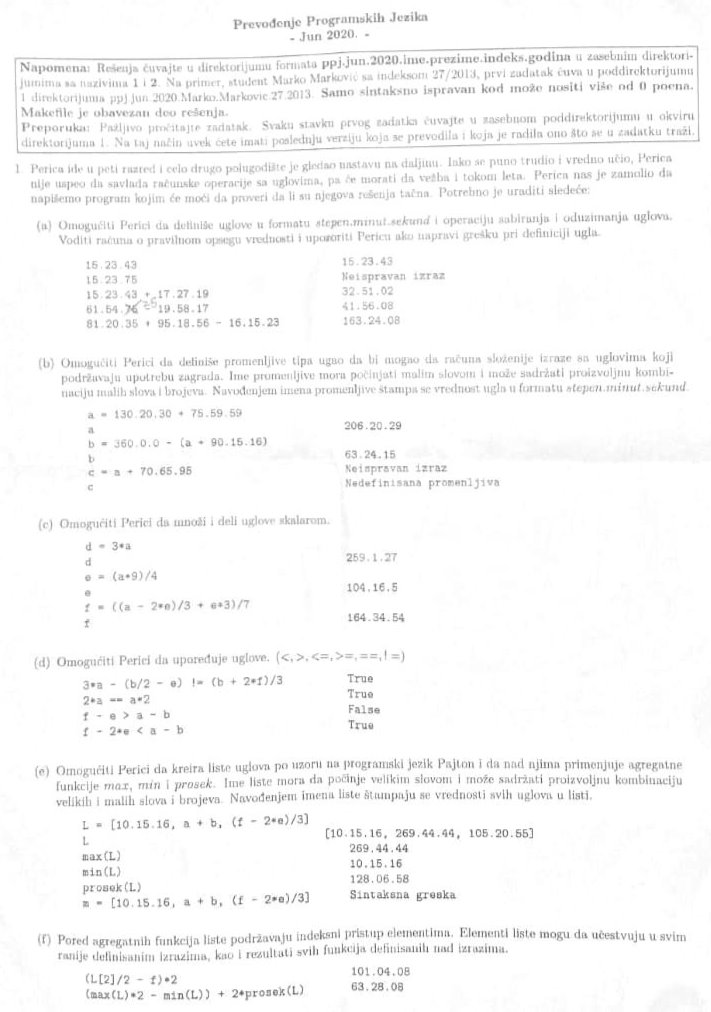 Prevođenje Programskih Jezika
- Jun 2020. -
Napomena: Rešenja čuvajte u direktorijumu formata ppj.jun.2020.ime.prezime.indeks.godina u zasebnim direktori-
jumima sa nazivima 1 i 2. Na primer, student Marko Marković sa indeksom 27/2013, prvi zadatak čuva u poddirektorijumu
1 direktorijuma ppj.jun.2020.Marko.Markovic.27.2013. Samo sintaksno ispravan kod može nositi više od 0 poena.
Makefile je obavezan deo rešenja.
Preporuka: Pažljivo pročitajte zadatak. Svaku stavku prvog zadatka čuvajte u zasebnom poddirektorijumu u okviru
direktorijuma 1. Na taj način uvek ćete imati poslednju verziju koja se prevodila i koja je radila ono što se u zadatku traži.
1. Perica ide u peti razred i celo drugo polugodište je gledao nastavu na daljinu. Iako se puno trudio i vredno učio, Perica
nije uspeo da savlada računske operacije sa uglovima, pa će morati da vežba i tokom leta. Perica nas je zamolio da
napišemo program kojim će moći da proveri da li su njegova rešenja tačna. Potrebno je uraditi sledeće:
(a) Omogućiti Perici da definiše uglove u formatu stepen.minut.sekund i operaciju sabiranja i oduzimanja uglova.
Voditi računa o pravilnom opsegu vrednosti i upozoriti Pericu ako napravi grešku pri definiciji ugla.
15.23.43 15.23.43
15.23.75 Neispravan izraz
15.23.43 + 17.27.19 32.51.02
61.54. 25 - 19.58.17 41.56.08
81.20.35 + 95.18.56 - 16.15.23 163.24.08
(b) Omogućiti Perici da definiše promenljive tipa ugao da bi mogao da računa složenije izraze sa uglovima koji
podržavaju upotrebu zagrada. Ime promenljive mora počinjati malim slovom i može sadržati proizvoljnu kombi-
naciju malih slova i brojeva. Navođenjem imena promenljive štampa se vrednost ugla u formatu stepen.minut.sekund.
a = 130.20.30 + 75.59.59
a 206.20.29
b = 360.0.0 - (a + 90.15.16)
b 63.24.15
c = a + 70.65.95 Neispravan izraz
c Nedefinisana promenljiva
(c) Omogućiti Perici da množi i deli uglove skalarom.
d = 3*a
d 259.1.27
e = (a*9)/4
e 104.16.5
f = ((a - 2*e)/3 + e*3)/7
f 164.34.54
(d) Omogućiti Perici da upoređuje uglove. (<,>,<=,>=,==,! =)
3*a - (b/2 - e) != (b + 2*f)/3 True
2*a == a*2 True
f - e > a - b False
f - 2*e < a - b True
(e) Omogućiti Perici da kreira liste uglova po uzoru na programski jezik Pajton i da nad njima primenjuje agregatne
funkcije max, min i prosek. Ime liste mora da počinje velikim slovom i može sadržati proizvoljnu kombinaciju
velikih i malih slova i brojeva. Navođenjem imena liste štampaju se vrednosti svih uglova u listi.
L = [10.15.16, a + b, (f - 2*e)/3]
L [10.15.16, 269.44.44, 105.20.55]
max(L) 269.44.44
min(L) 10.15.16
prosek(L) 128.06.58
m = [10.15.16, a + b, (f - 2*e)/3] Sintaksna greska
(f) Pored agregatnih funkcija liste podržavaju indeksni pristup elementima. Elementi liste mogu da učestvuju u svim
ranije definisanim izrazima, kao i rezultati svih funkcija definisanih nad izrazima.
(L[2]/2 - f)*2 101.04.08
(max(L)*2 - min(L)) + 2*prosek(L) 63.28.08